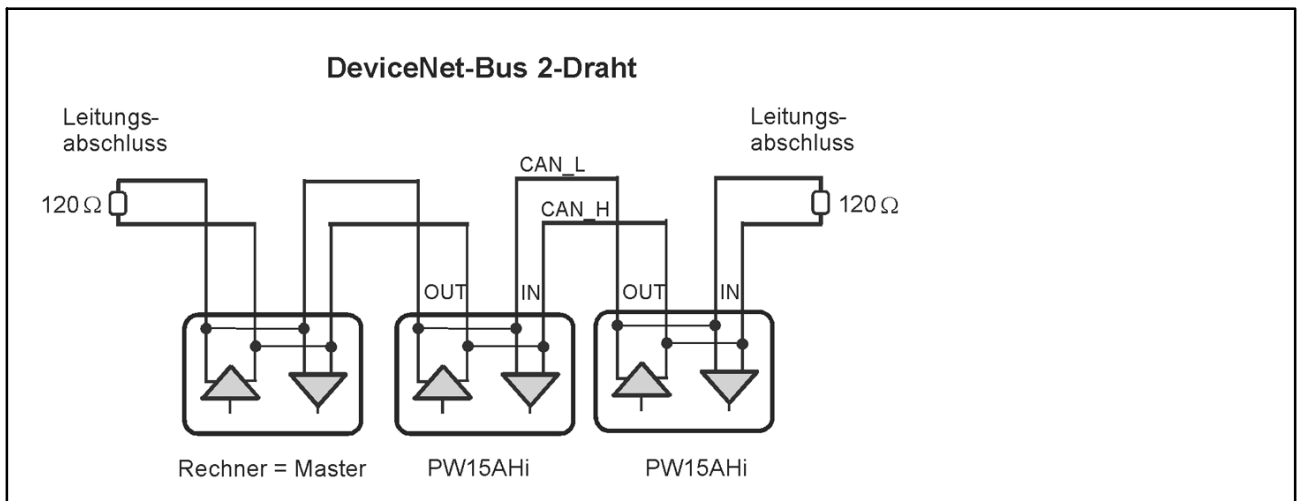 DeviceNet-Bus 2-Draht
Leitungs-
abschluss
Leitungs-
abschluss
CAN_L
120 Ω
CAN_H
120 Ω
OUT
IN
OUT
IN
Rechner = Master
PW15AHi
PW15AHi